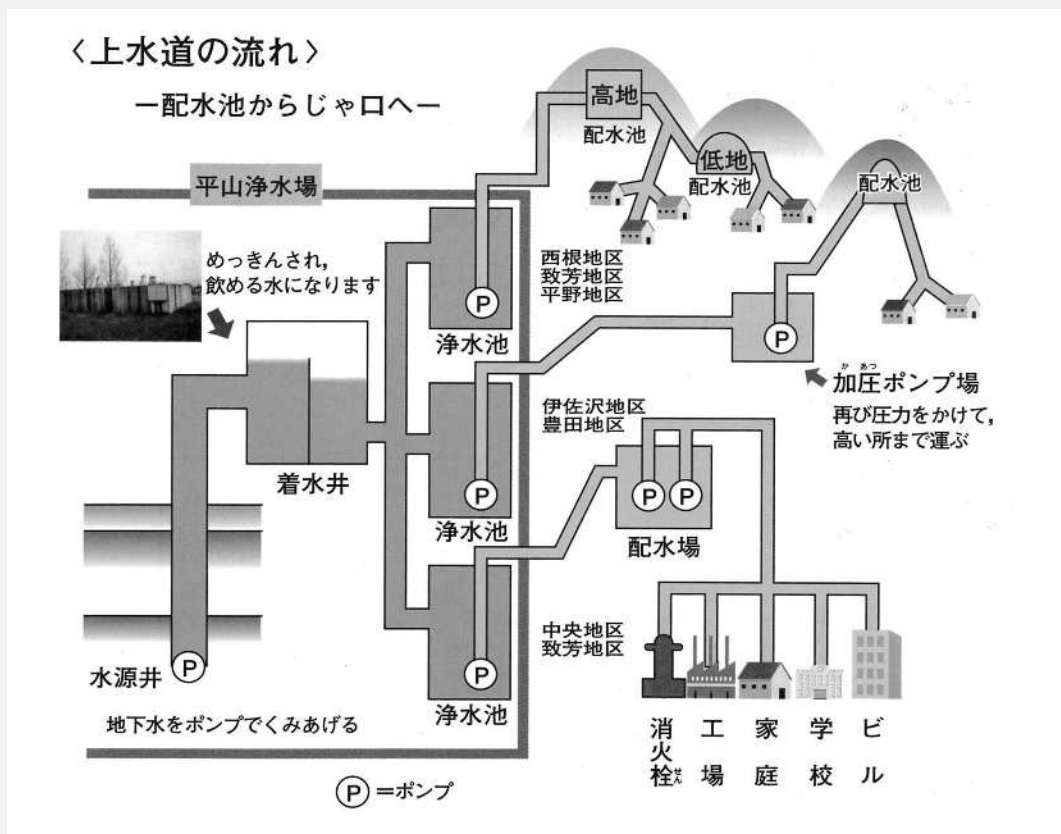 〈上水道の流れ〉
ー配水池からじゃ口へー
平山浄水場
めっきんされ，
飲める水になります
着水井
水源井
地下水をポンプでくみあげる
P
P
浄水池
P
浄水池
P
浄水池
Ⓟ＝ポンプ
高地
配水池
低地
配水池
配水池
西根地区
致芳地区
平野地区
P
か あつ
加圧ポンプ場
再び圧力をかけて，
高い所まで運ぶ
伊佐沢地区
豊田地区
P P
配水場
中央地区
致芳地区
消火栓
せん
工場
家庭
学校
ビル